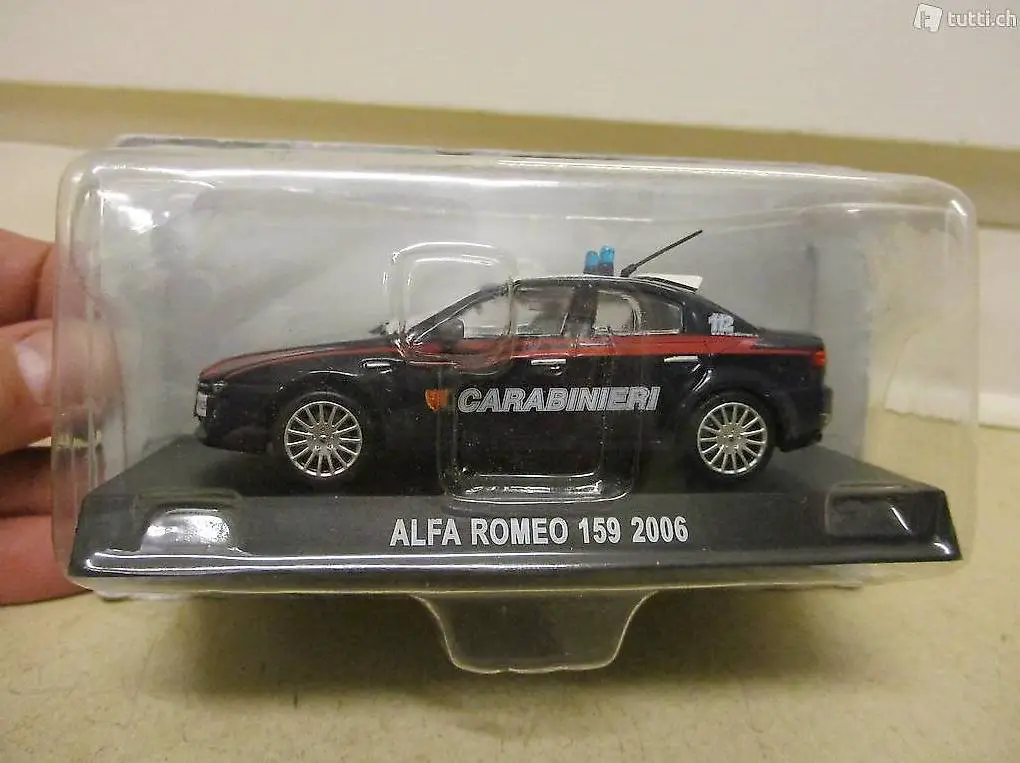 tutti.ch
112
CARABINIERI
ALFA ROMEO 159 2006